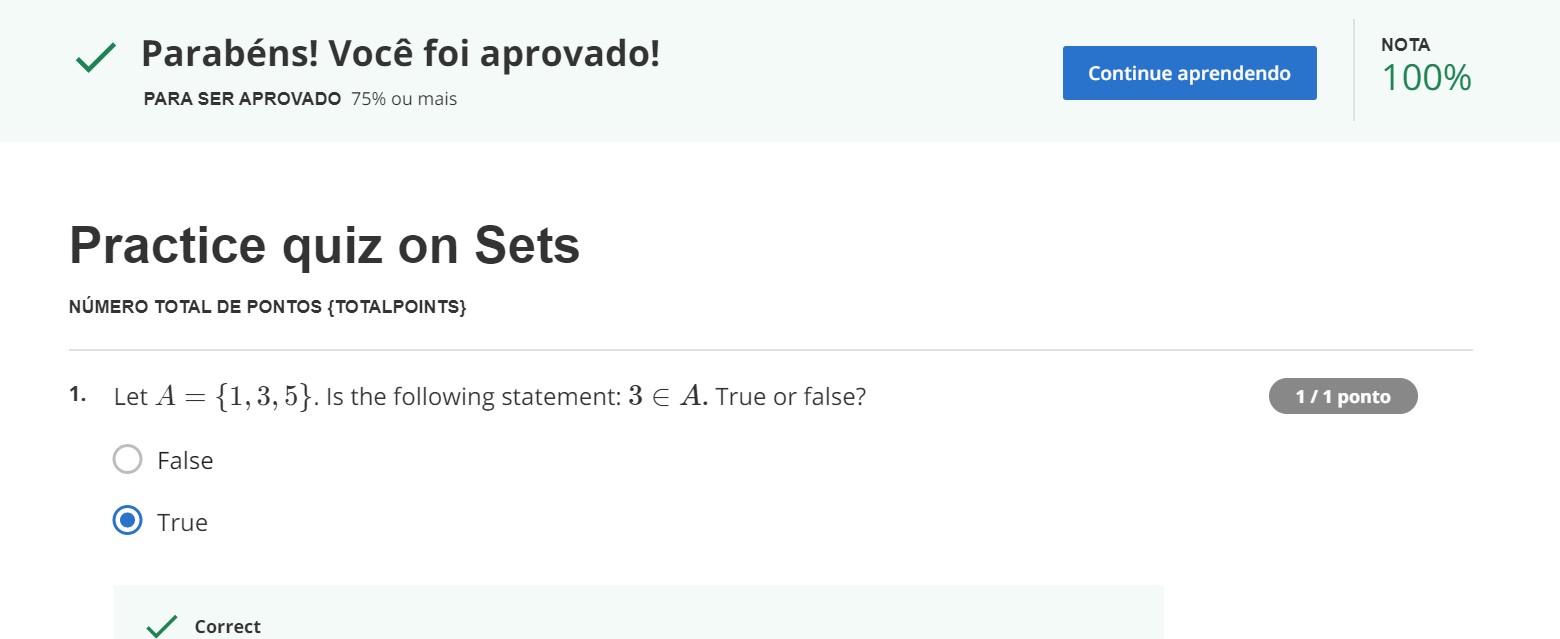 Parabéns! Você foi aprovado!
PARA SER APROVADO 75% ou mais
Continue aprendendo
NOTA
100%
Practice quiz on Sets
NÚMERO TOTAL DE PONTOS {TOTALPOINTS}
1. Let A = {1, 3, 5}. Is the following statement: 3 ∈ A. True or false?
1 / 1 ponto
False
True
Correct